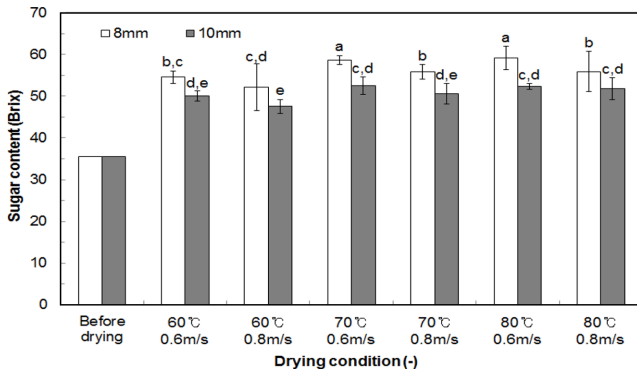 70
60
50
40
30
20
10
0
Sugar content (Brix)
8mm
10mm
b,c
d,e
c,d
e
a
c,d
b
d,e
a
c,d
b
c,d
Before
drying
60℃
0.6m/s
60℃
0.8m/s
70℃
0.6m/s
70℃
0.8m/s
80℃
0.6m/s
80℃
0.8m/s
Drying condition (-)